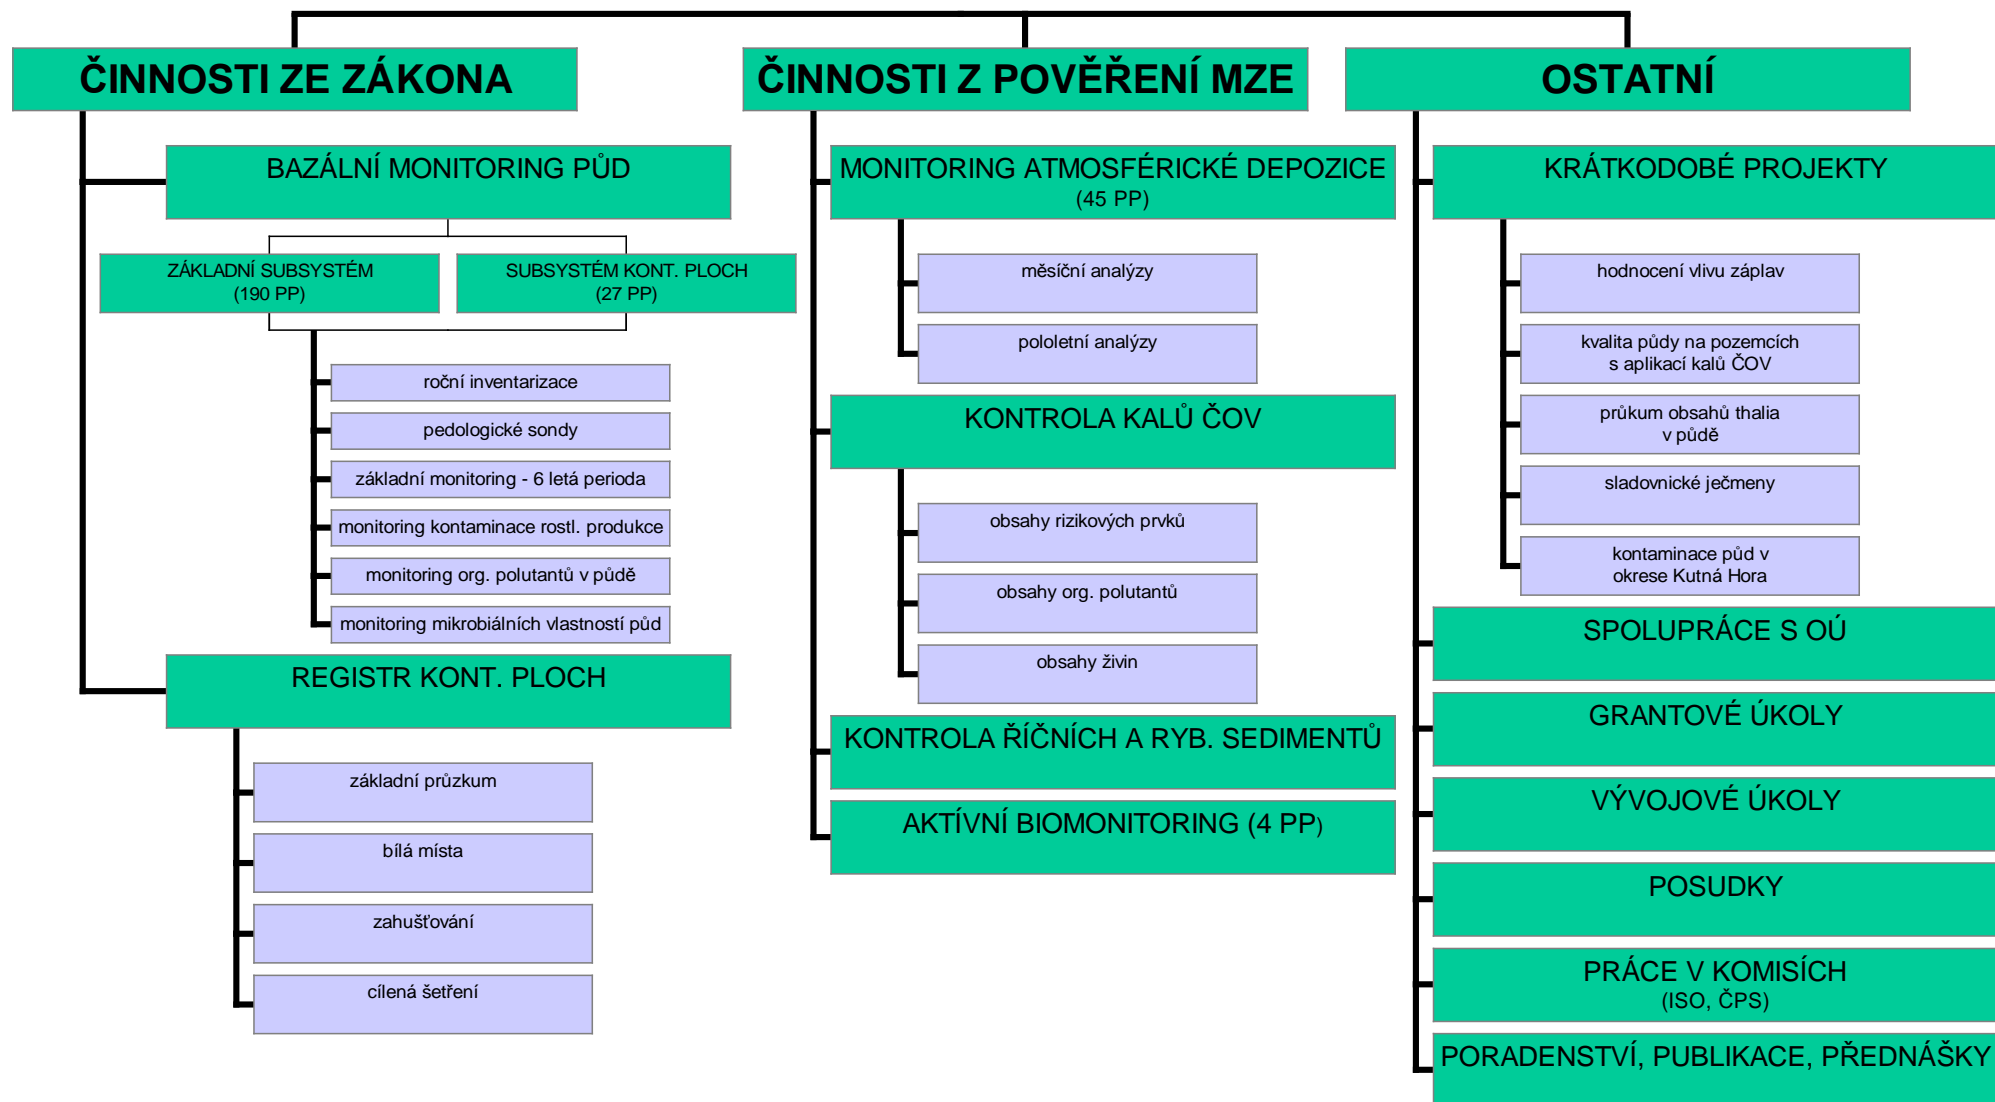 ČINNOSTI ZE ZÁKONA
BAZÁLNÍ MONITORING PŮD
ZÁKLADNÍ SUBSYSTÉM
(190 PP)
SUBSYSTÉM KONT. PLOCH
(27 PP)
roční inventarizace
pedologické sondy
základní monitoring - 6 letá perioda
monitoring kontaminace rostl. produkce
monitoring org. polutantů v půdě
monitoring mikrobiálních vlastností půd
REGISTR KONT. PLOCH
základní průzkum
bílá místa
zahušťování
cílená šetření
ČINNOSTI Z POVĚŘENÍ MZE
MONITORING ATMOSFÉRICKÉ DEPOZICE
(45 PP)
měsíční analýzy
pololetní analýzy
KONTROLA KALŮ ČOV
obsahy rizikových prvků
obsahy org. polutantů
obsahy živin
KONTROLA ŘÍČNÍCH A RYB. SEDIMENTŮ
AKTÍVNÍ BIOMONITORING (4 PP)
OSTATNÍ
KRÁTKODOBÉ PROJEKTY
hodnocení vlivu záplav
kvalita půdy na pozemcích
s aplikací kalů ČOV
průkum obsahů thalia
v půdě
sladovnické ječmeny
kontaminace půd v
okrese Kutná Hora
SPOLUPRÁCE S OÚ
GRANTOVÉ ÚKOLY
VÝVOJOVÉ ÚKOLY
POSUDKY
PRÁCE V KOMISÍCH
(ISO, ČPS)
PORADENSTVÍ, PUBLIKACE, PŘEDNÁŠKY